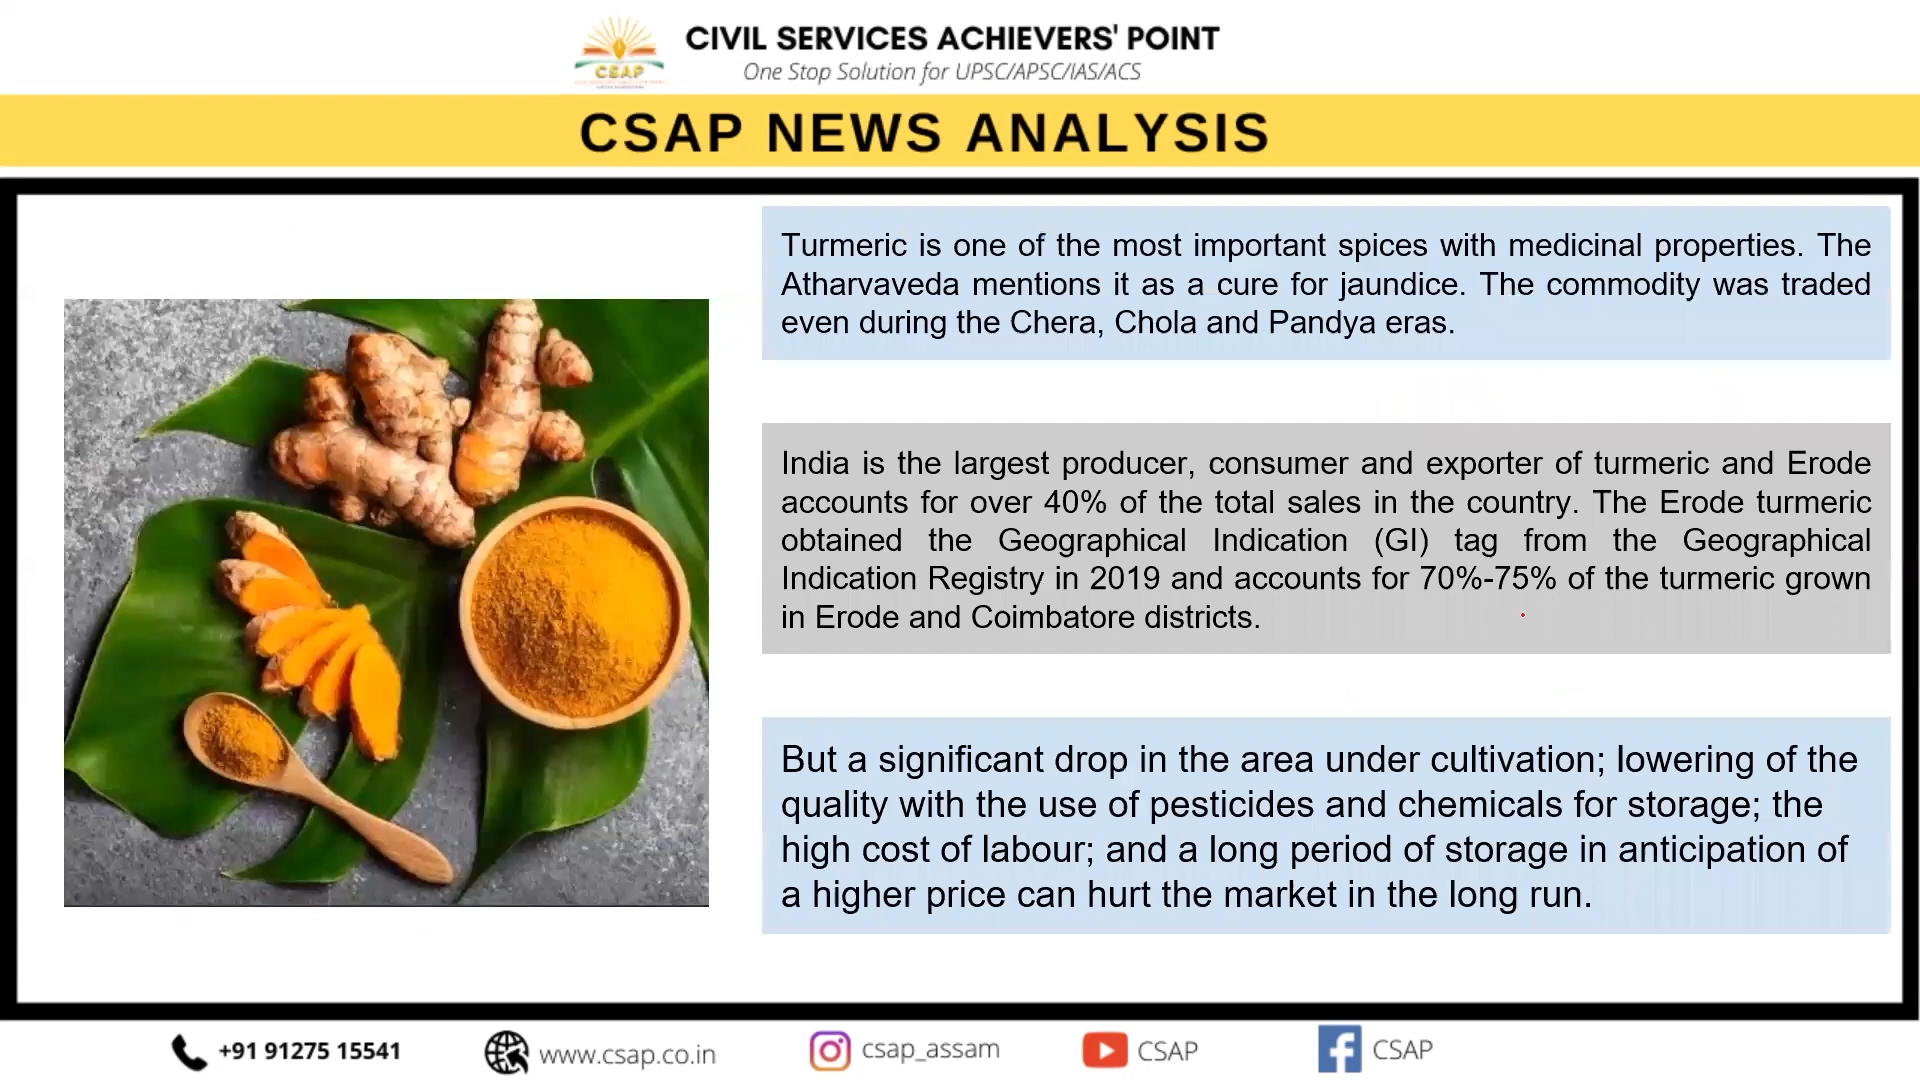 CIVIL SERVICES ACHIEVERS' POINT
CSAP
One Stop Solution for UPSC/APSC/IAS/ACS
CSAP NEWS ANALYSIS
Turmeric is one of the most important spices with medicinal properties. The
Atharvaveda mentions it as a cure for jaundice. The commodity was traded
even during the Chera, Chola and Pandya eras.
India is the largest producer, consumer and exporter of turmeric and Erode
accounts for over 40% of the total sales in the country. The Erode turmeric
obtained the Geographical Indication (GI) tag from the Geographical
Indication Registry in 2019 and accounts for 70%-75% of the turmeric grown
in Erode and Coimbatore districts.
But a significant drop in the area under cultivation; lowering of the
quality with the use of pesticides and chemicals for storage; the
high cost of labour; and a long period of storage in anticipation of
a higher price can hurt the market in the long run.
+91 91275 15541
www.csap.co.in
csap_assam
CSAP
CSAP